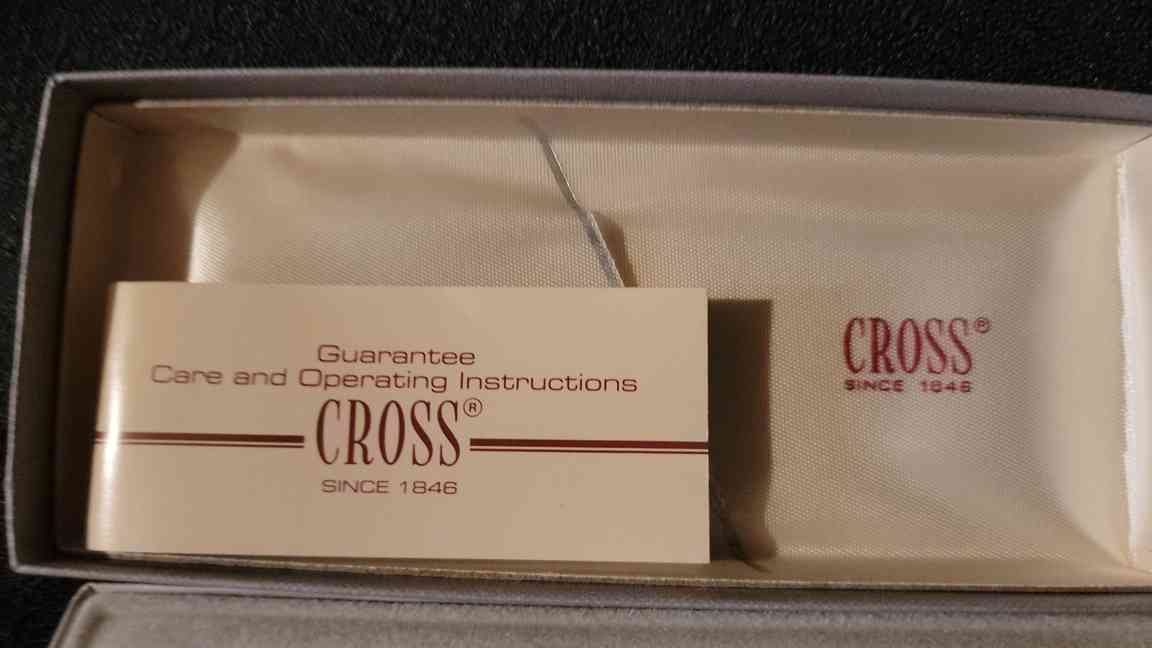 Guarantee
Care and Operating Instructions
CROSS®
SINCE 1846
CROSS®
SINCE 1846